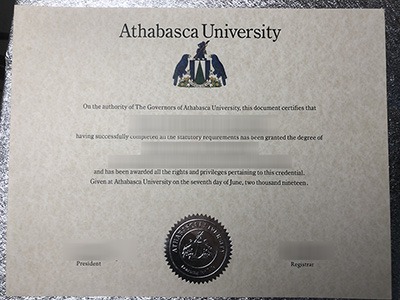 Athabasca University
On the authority of The Governors of Athabasca University, this document certifies that
having successfully completed all the statutory requirements has been granted the degree of
and has been awarded all the rights and privileges pertaining to this credential.
Given at Athabasca University on the seventh day of June, two thousand nineteen.
ATHABASCA UNIVERSITY
President
Registrar